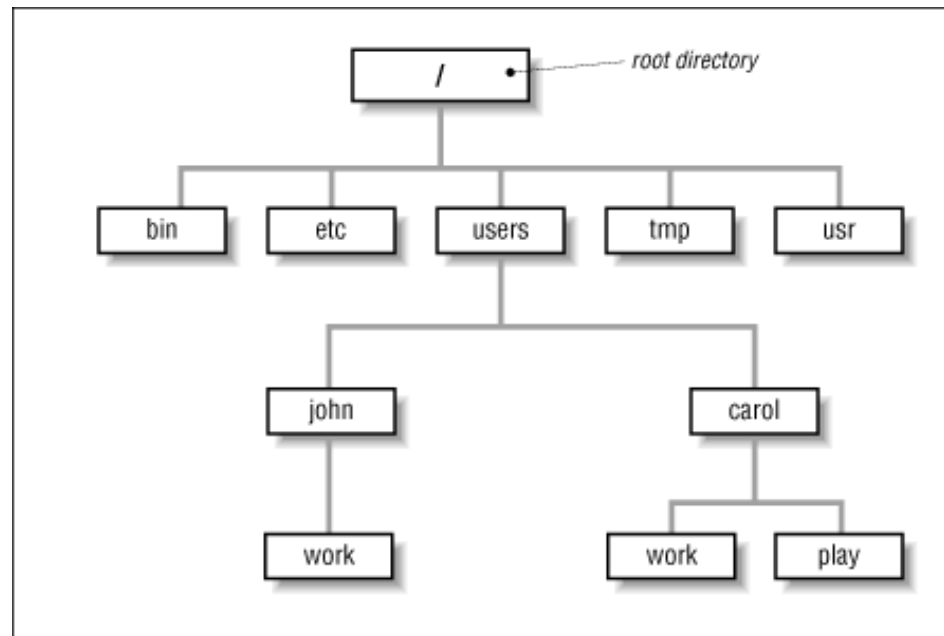 /
root directory
bin
etc
users
tmp
usr
john
carol
work
work
play